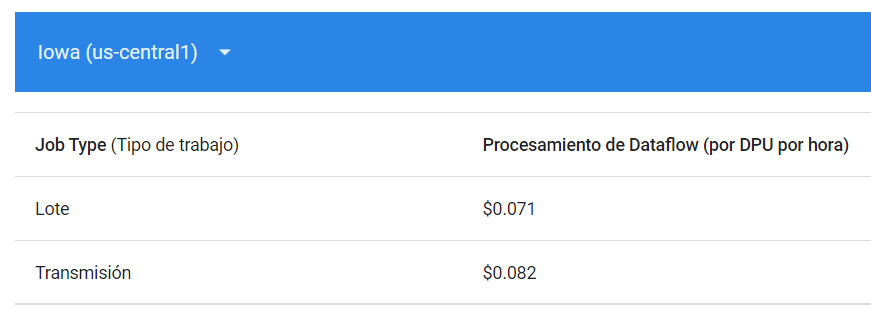 Iowa (us-central1)
Job Type (Tipo de trabajo) Procesamiento de Dataflow (por DPU por hora)
Lote $0.071
Transmisión $0.082